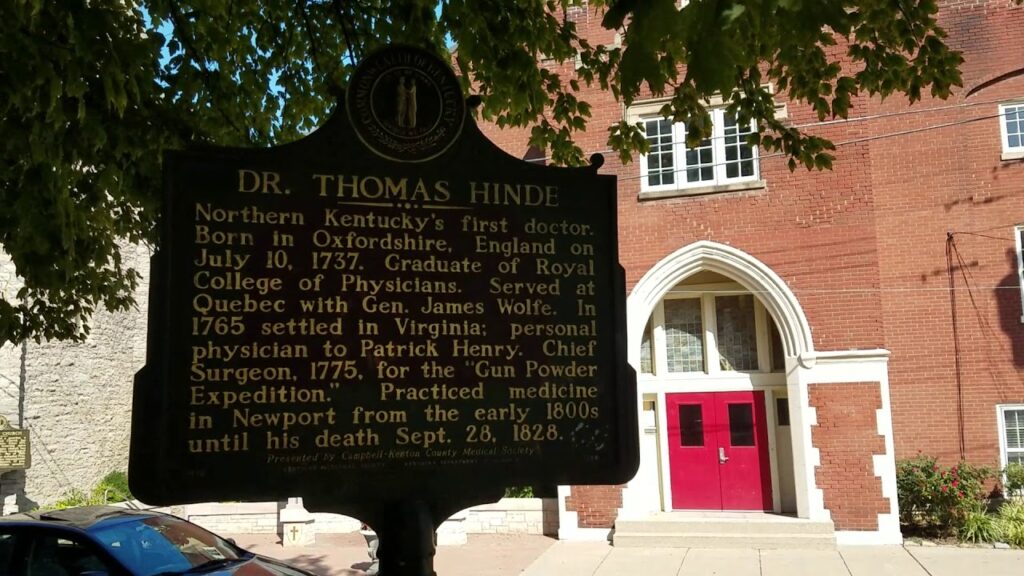 COMMONWEALTH OF KENTUCKY
DR. THOMAS HINDE
Northern Kentucky's first doctor.
Born in Oxfordshire, England on
July 10, 1737. Graduate of Royal
College of Physicians. Served at
Quebec with Gen. James Wolfe. In
1765 settled in Virginia; personal
physician to Patrick Henry. Chief
Surgeon, 1775, for the "Gun Powder
Expedition." Practiced medicine
in Newport from the early 1800s
until his death Sept. 28, 1828.
Presented by Campbell-Kenton County Medical Society